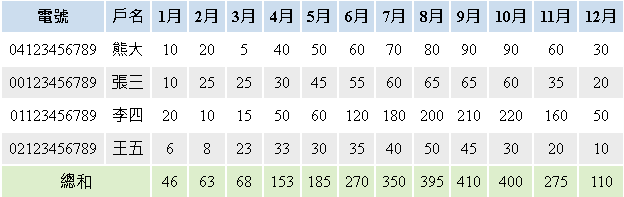 電號 戶名 1月 2月 3月 4月 5月 6月 7月 8月 9月 10月 11月 12月
04123456789 熊大 10 20 5 40 50 60 70 80 90 90 60 30
00123456789 張三 10 25 25 30 45 55 60 65 65 60 35 20
01123456789 李四 20 10 15 50 60 120 180 200 210 220 160 50
02123456789 王五 6 8 23 33 30 35 40 50 45 30 20 10
總和 46 63 68 153 185 270 350 395 410 400 275 110